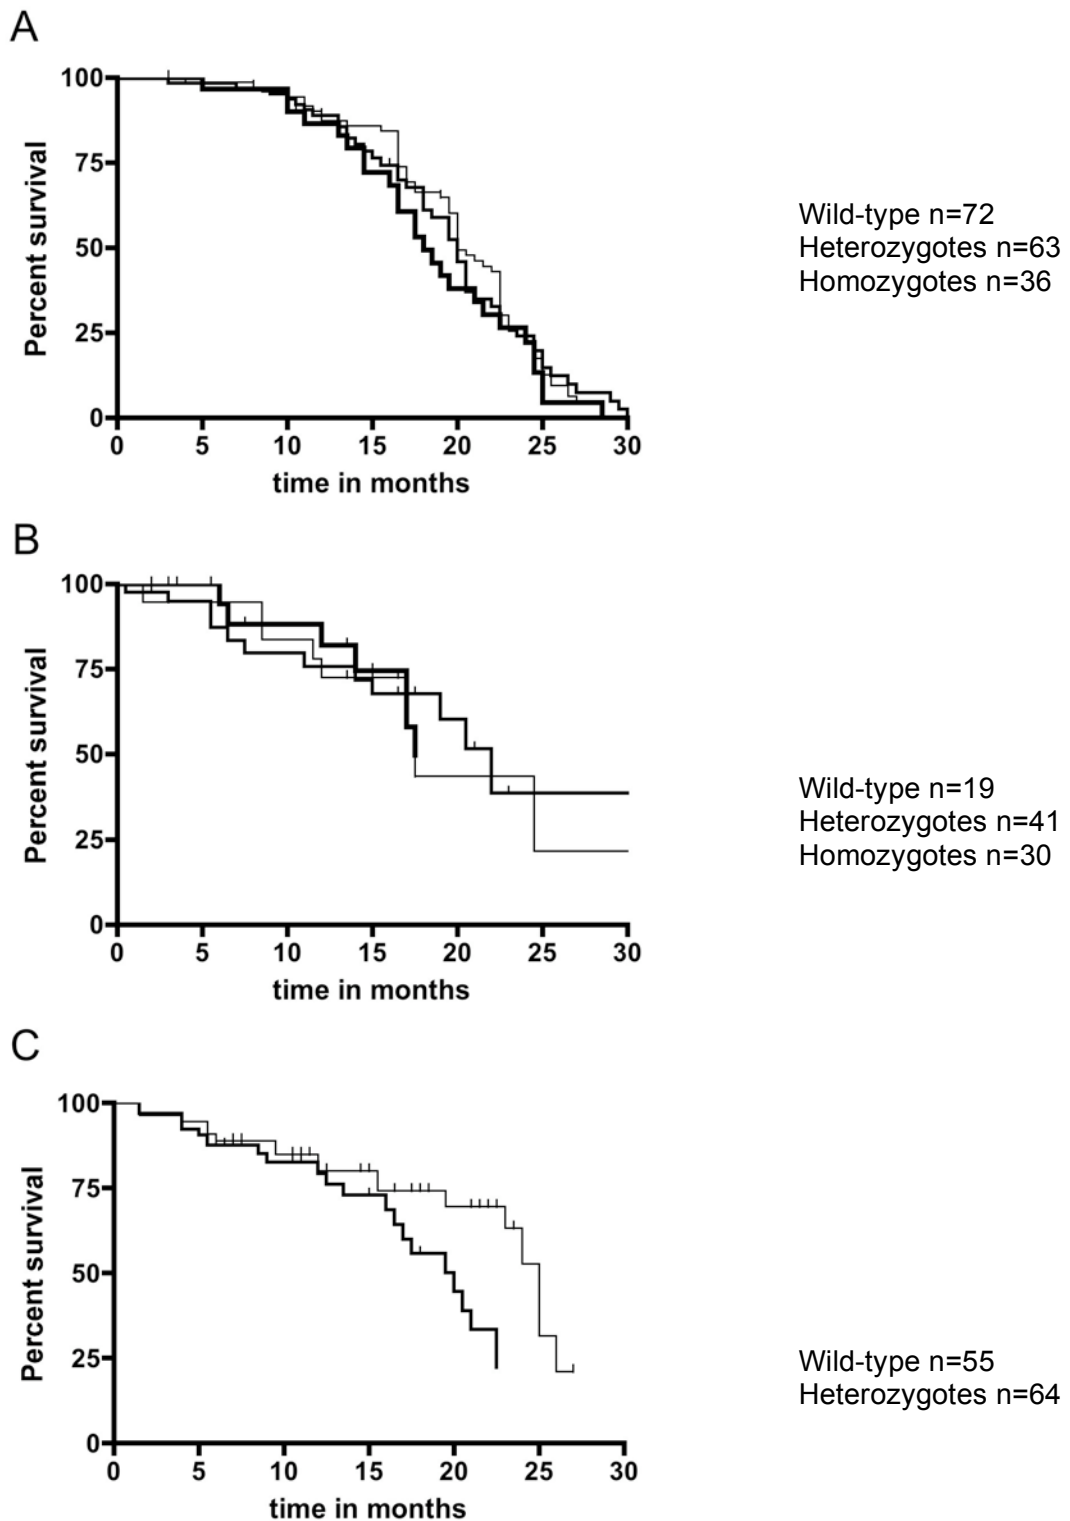 A
100
75
50
25
0
Percent survival
0 5 10 15 20 25 30
time in months
Wild-type n=72
Heterozygotes n=63
Homozygotes n=36
B
100
75
50
25
0
Percent survival
0 5 10 15 20 25 30
time in months
Wild-type n=19
Heterozygotes n=41
Homozygotes n=30
C
100
75
50
25
0
Percent survival
0 5 10 15 20 25 30
time in months
Wild-type n=55
Heterozygotes n=64